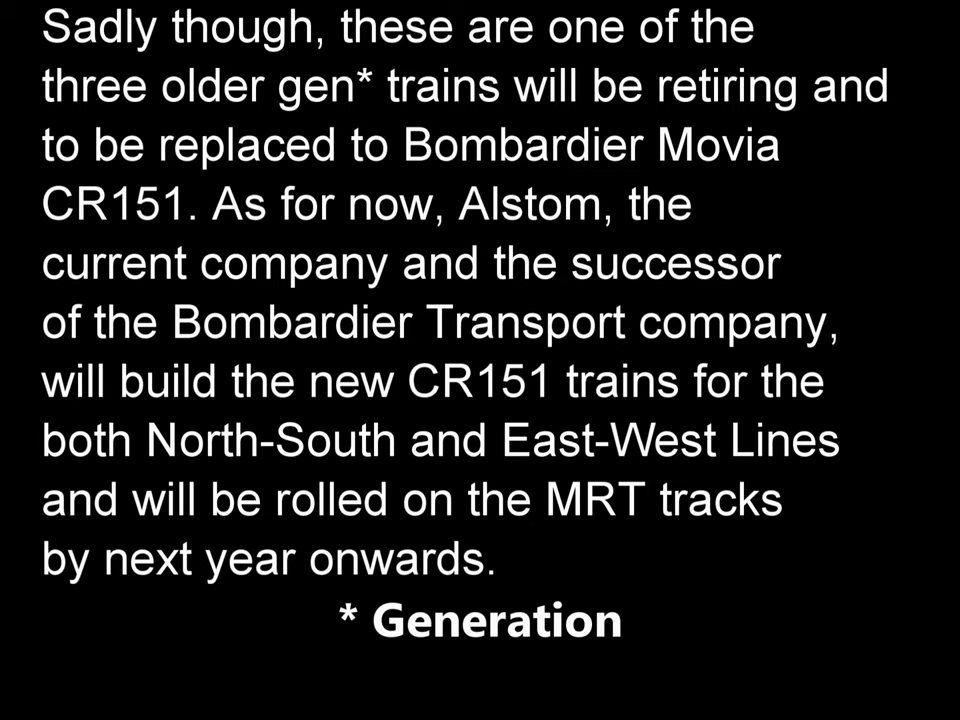 Sadly though, these are one of the
three older gen* trains will be retiring and
to be replaced to Bombardier Movia
CR151. As for now, Alstom, the
current company and the successor
of the Bombardier Transport company,
will build the new CR151 trains for the
both North-South and East-West Lines
and will be rolled on the MRT tracks
by next year onwards.
* Generation